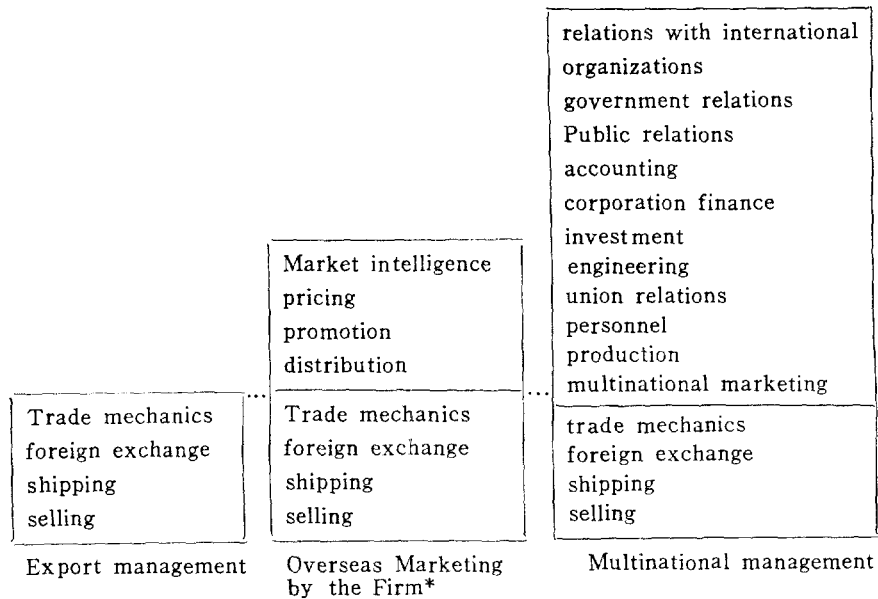 Trade mechanics
foreign exchange
shipping
selling
Export management
Market intelligence
pricing
promotion
distribution
Trade mechanics
foreign exchange
shipping
selling
Overseas Marketing
by the Firm*
relations with international
organizations
government relations
Public relations
accounting
corporation finance
investment
engineering
union relations
personnel
production
multinational marketing
trade mechanics
foreign exchange
shipping
selling
Multinational management
... ...